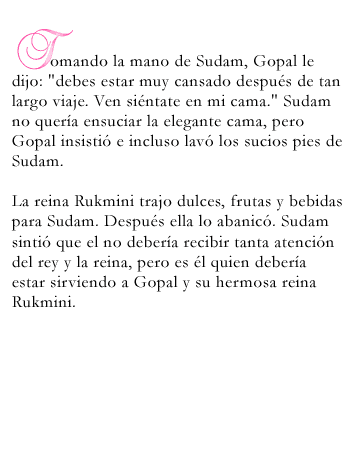 Tomando la mano de Sudam, Gopal le
dijo: "debes estar muy cansado después de tan
largo viaje. Ven siéntate en mi cama." Sudam
no quería ensuciar la elegante cama, pero
Gopal insistió e incluso lavó los sucios pies de
Sudam.
La reina Rukmini trajo dulces, frutas y bebidas
para Sudam. Después ella lo abanicó. Sudam
sintió que el no debería recibir tanta atención
del rey y la reina, pero es él quien debería
estar sirviendo a Gopal y su hermosa reina
Rukmini.